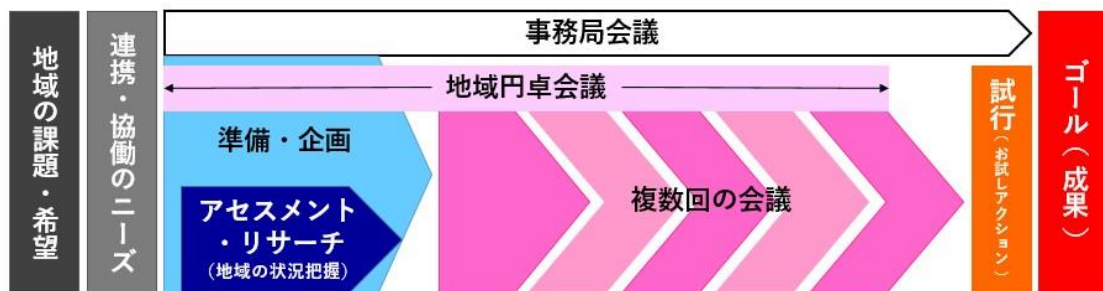 地域の課題・希望
連携・協働のニーズ
事務局会議
地域円卓会議
準備・企画
アセスメント
・リサーチ
(地域の状況把握)
複数回の会議
試行(お試しアクション)
ゴール(成果)